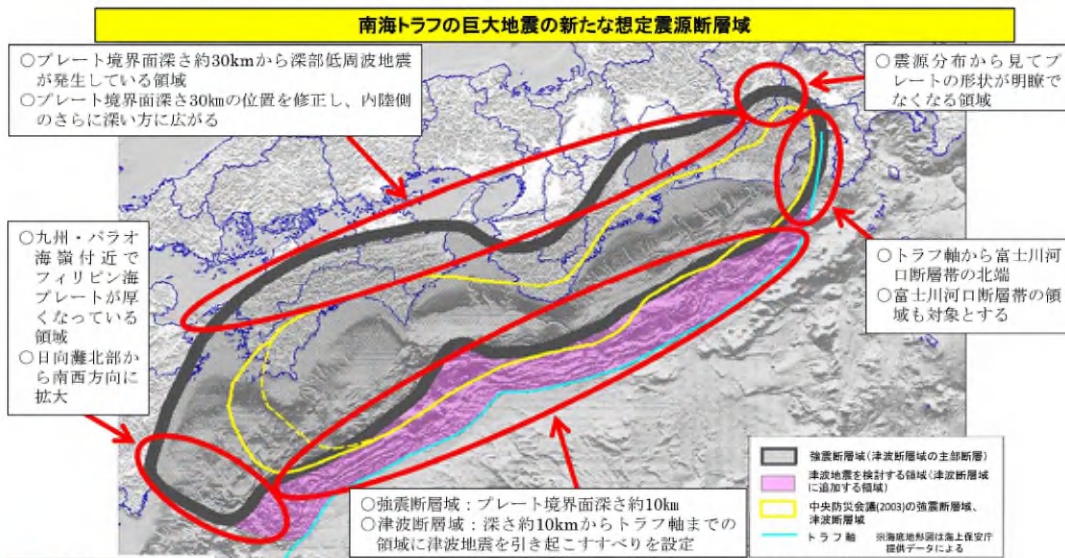 南海トラフの巨大地震の新たな想定震源断層域
○プレート境界面深さ約30kmから深部低周波地震
が発生している領域
○プレート境界面深さ30kmの位置を修正し、内陸側
のさらに深い方に広がる
○震源分布から見てプ
レートの形状が明瞭で
なくなる領域
○九州・パラオ
海嶺付近で
フィリピン海
プレートが厚
くなっている
領域
○日向灘北部か
ら南西方向に
拡大
○トラフ軸から富士川河
口断層帯の北端
○富士川河口断層帯の領
域も対象とする
○強震断層域：プレート境界面深さ約10km
○津波断層域：深さ約10kmからトラフ軸までの
領域に津波地震を引き起こすすべりを設定
強震断層域(津波断層域の主部断層)
津波地震を検討する領域(津波断層域
に追加する領域)
中央防災会議(2003)の強震断層域、
津波断層域
トラフ軸 ※海底地形図は海上保安庁
提供データによる